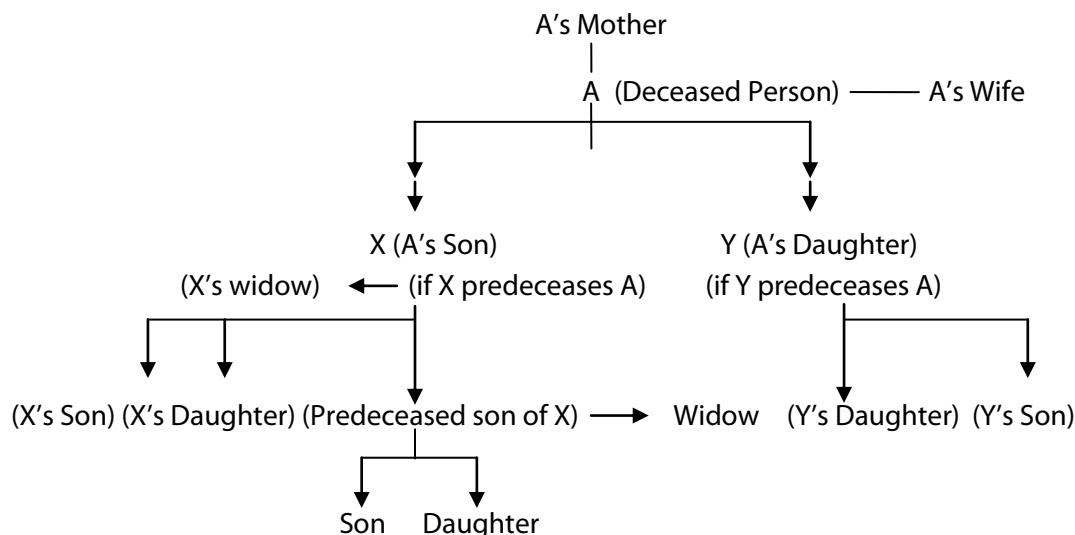 A's Mother
A (Deceased Person) A's Wife
X (A's Son) Y (A's Daughter)
(X's widow) (if X predeceases A) (if Y predeceases A)
(X's Son) (X's Daughter) (Predeceased son of X) Widow (Y's Daughter) (Y's Son)
Son Daughter